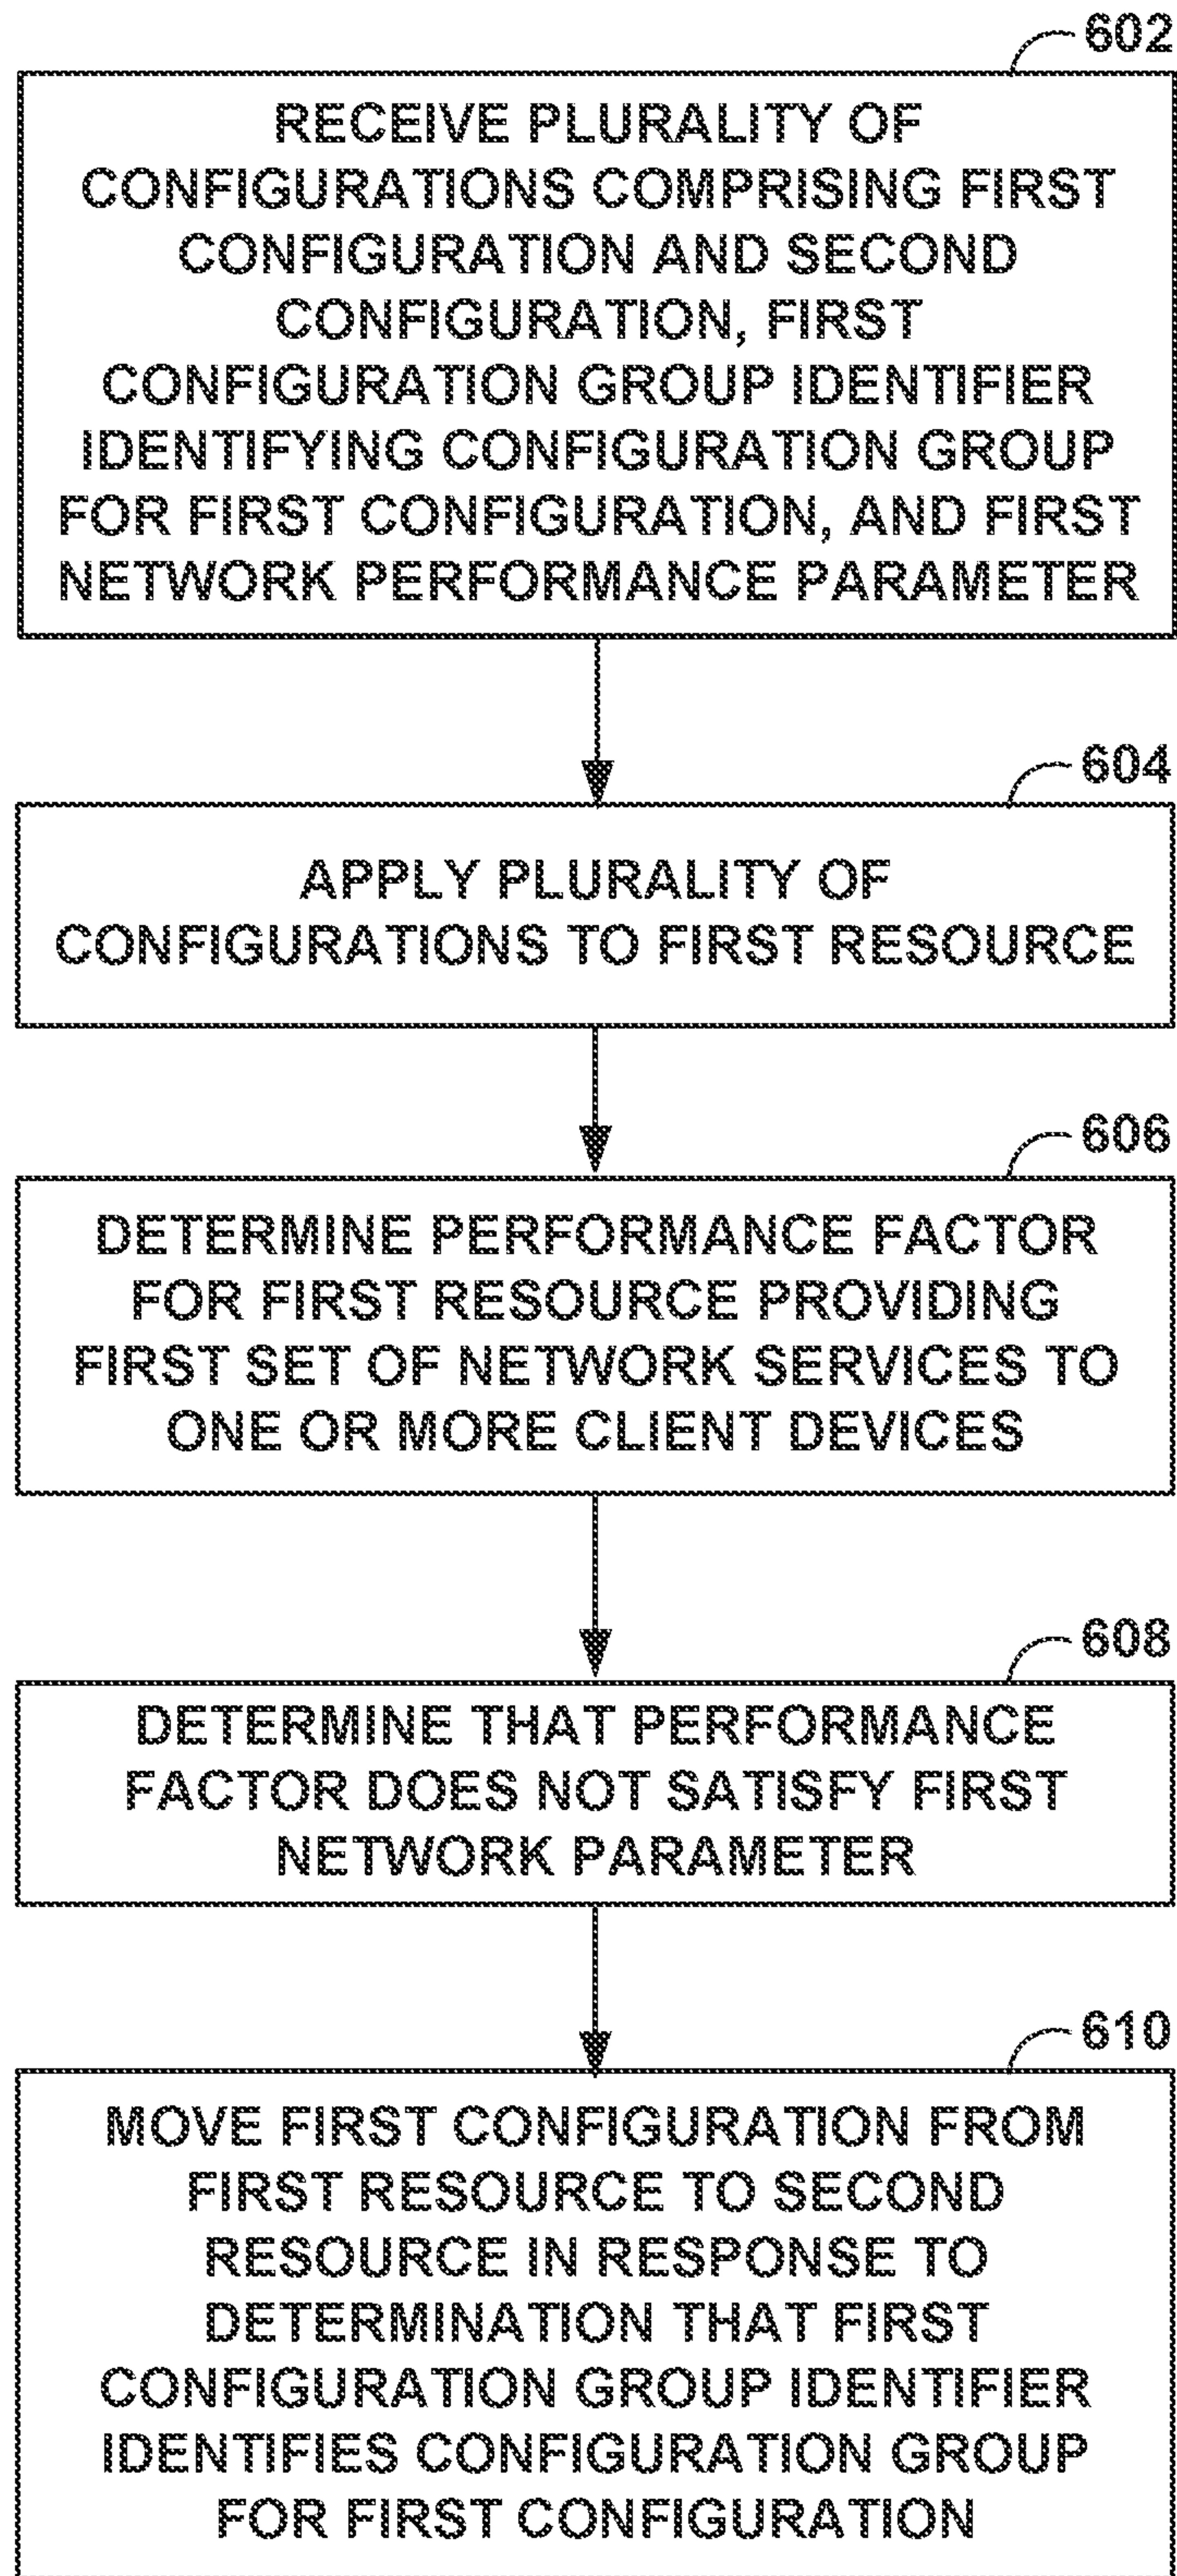 602
RECEIVE PLURALITY OF
CONFIGURATIONS COMPRISING FIRST
CONFIGURATION AND SECOND
CONFIGURATION, FIRST
CONFIGURATION GROUP IDENTIFIER
IDENTIFYING CONFIGURATION GROUP
FOR FIRST CONFIGURATION, AND FIRST
NETWORK PERFORMANCE PARAMETER
604
APPLY PLURALITY OF
CONFIGURATIONS TO FIRST RESOURCE
606
DETERMINE PERFORMANCE FACTOR
FOR FIRST RESOURCE PROVIDING
FIRST SET OF NETWORK SERVICES TO
ONE OR MORE CLIENT DEVICES
608
DETERMINE THAT PERFORMANCE
FACTOR DOES NOT SATISFY FIRST
NETWORK PARAMETER
610
MOVE FIRST CONFIGURATION FROM
FIRST RESOURCE TO SECOND
RESOURCE IN RESPONSE TO
DETERMINATION THAT FIRST
CONFIGURATION GROUP IDENTIFIER
IDENTIFIES CONFIGURATION GROUP
FOR FIRST CONFIGURATION